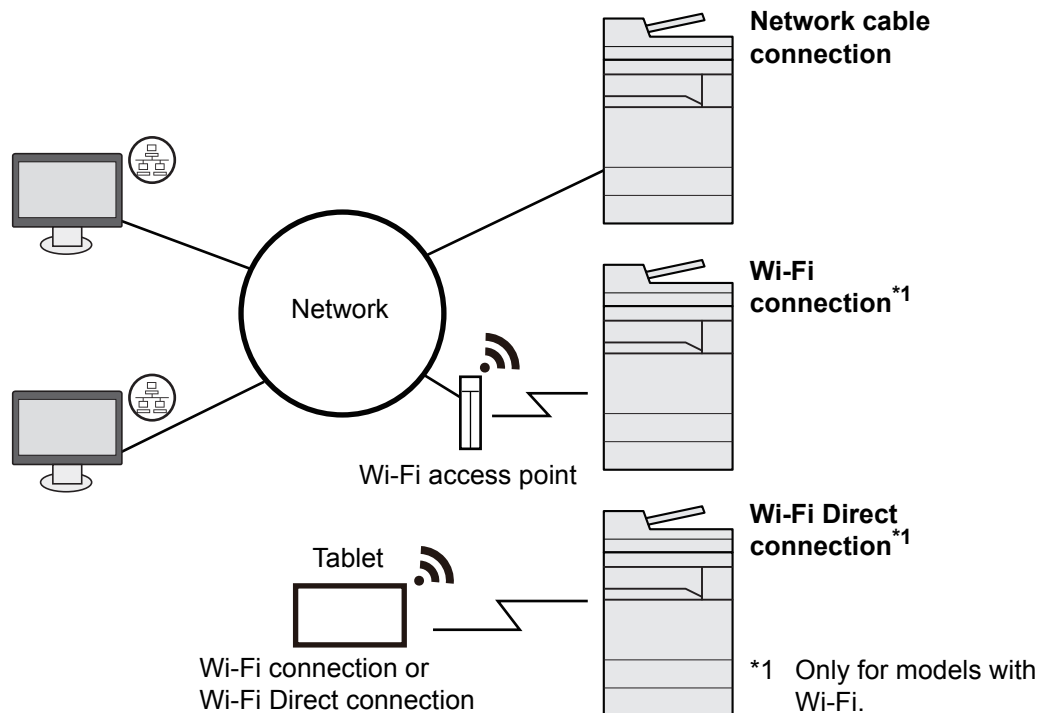 Network cable
connection
Network
Wi-Fi
connection*1
Wi-Fi access point
Wi-Fi Direct
connection*1
Tablet
Wi-Fi connection or
Wi-Fi Direct connection
*1 Only for models with
Wi-Fi.